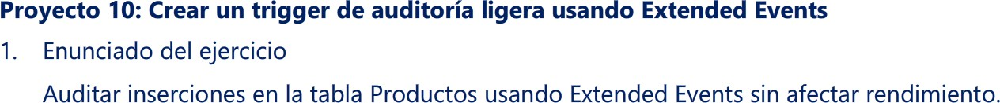 Proyecto 10: Crear un trigger de auditoría ligera usando Extended Events
1. Enunciado del ejercicio
Auditar inserciones en la tabla Productos usando Extended Events sin afectar rendimiento.